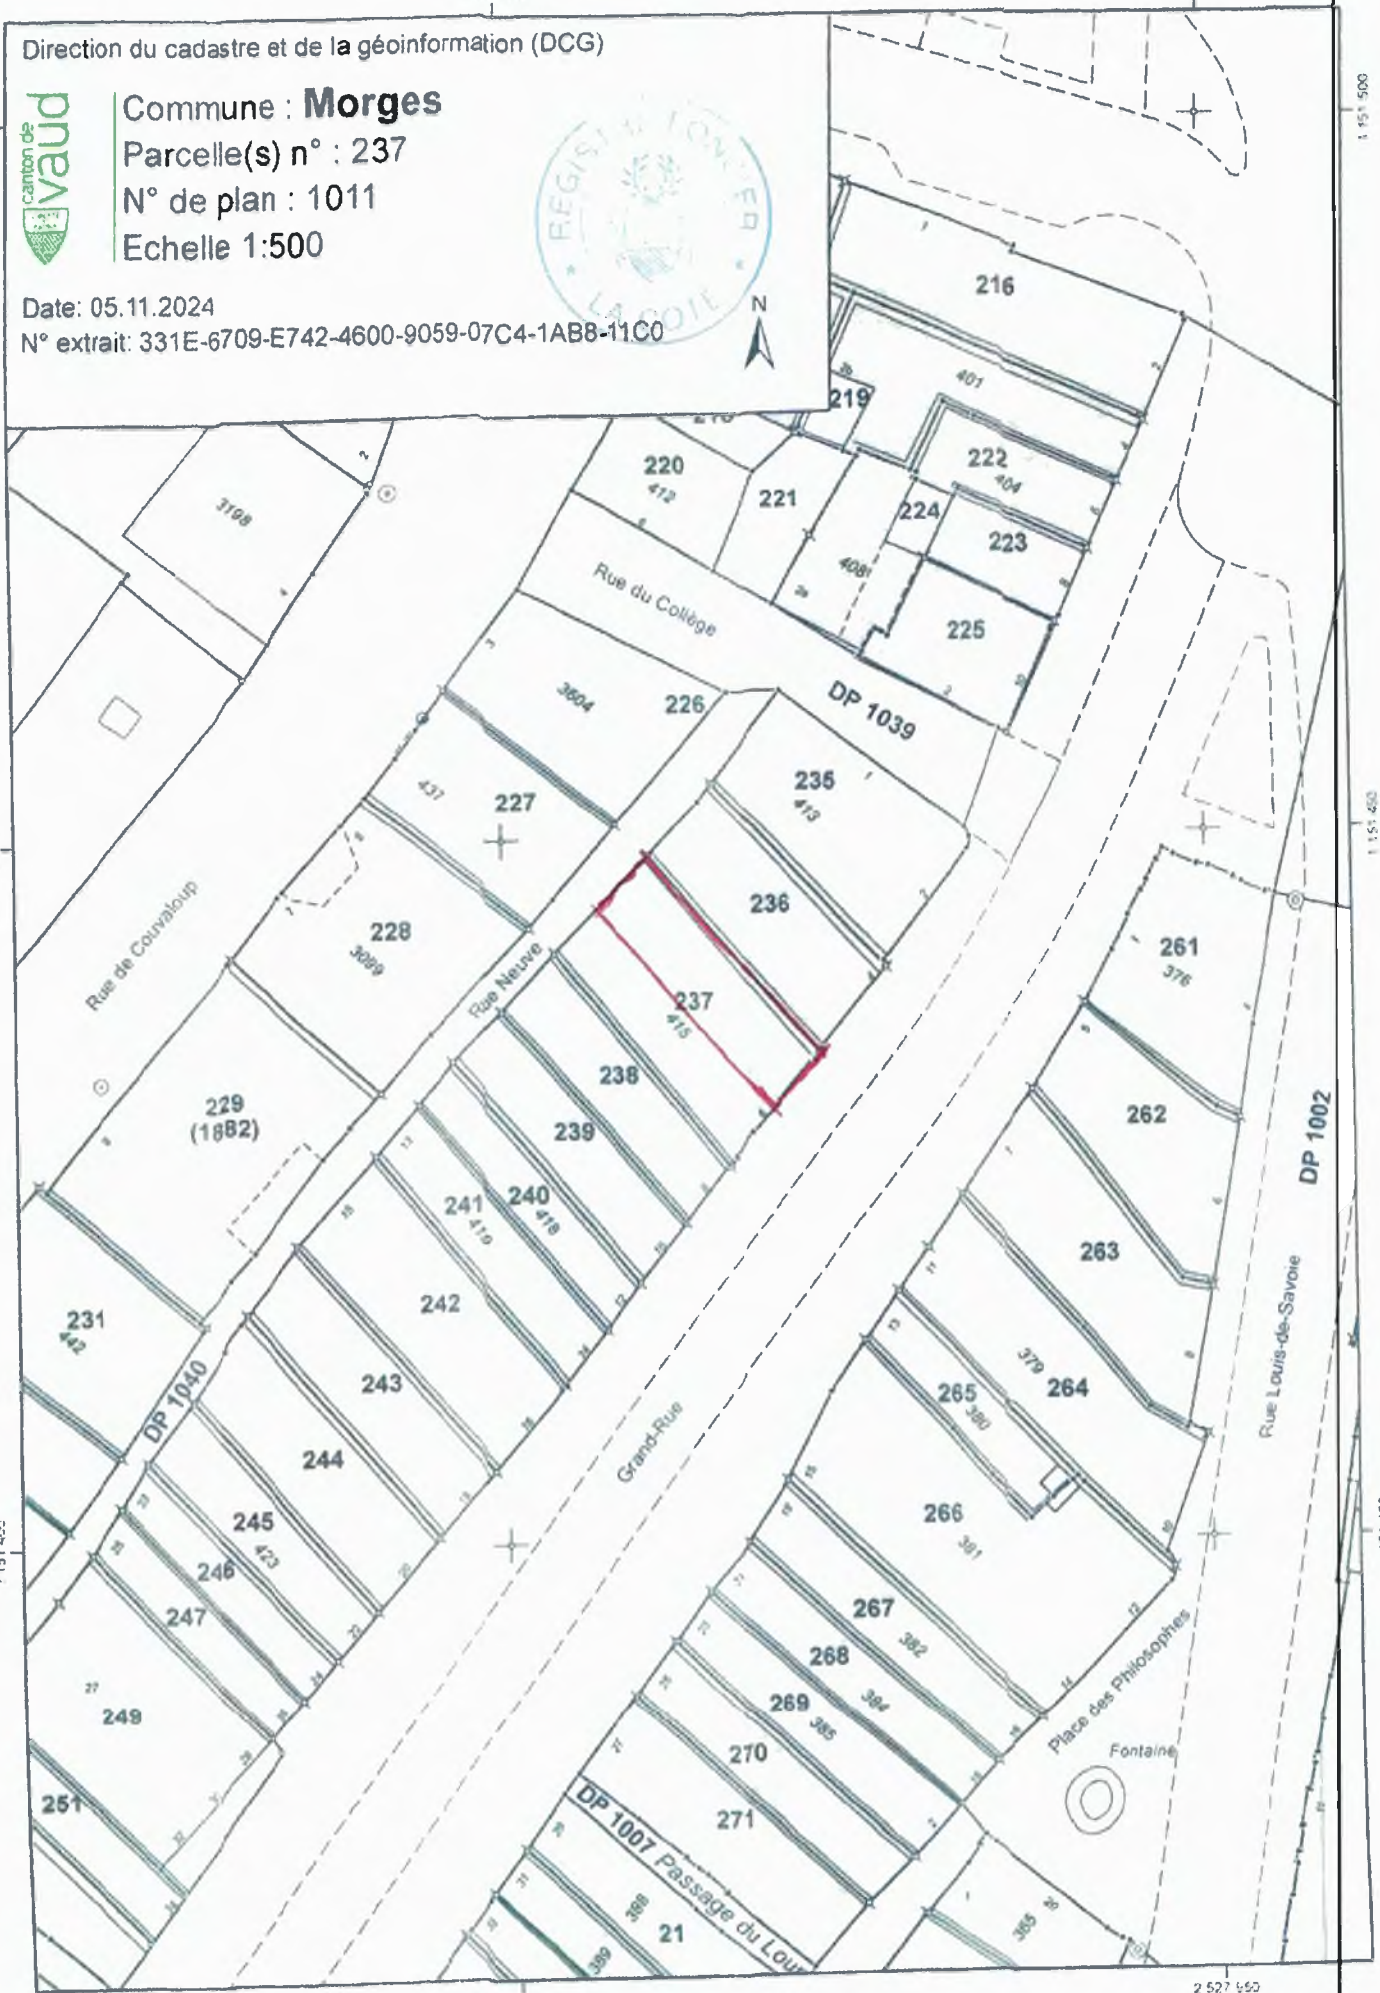 Direction du cadastre et de la géoinformation (DCG)
canton de
vaud
Commune : Morges
Parcelle(s) n° : 237
N° de plan : 1011
Echelle 1:500
Date: 05.11.2024
N° extrait: 331E-6709-E742-4600-9059-07C4-1AB8-11C0
REGISTRE FONCIER
* LA COTE *
N
1 151 500
216
401
219
220
412
221
222
404
224
223
408
225
3198
Rue du Collège
DP 1039
3604
226
437
227
235
413
236
228
3099
Rue de Couvaloup
Rue Neuve
237
415
261
376
238
229
(1882)
239
262
DP 1002
240
418
241
419
263
242
231
442
243
DP 1040
379
264
265
380
Rue Louis-de-Savoie
244
Grand-Rue
245
423
266
381
246
247
267
382
268
384
Place des Philosophes
27
249
269
385
Fontaine
270
251
271
DP 1007 Passage du Lou
388
21
389
365
20
2 527 550